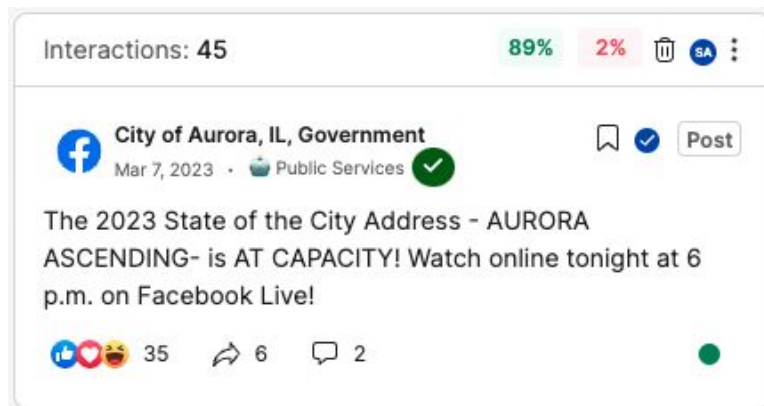 Interactions: 45 89% 2% SA
City of Aurora, IL, Government Post
Mar 7, 2023 · Public Services
The 2023 State of the City Address - AURORA
ASCENDING- is AT CAPACITY! Watch online tonight at 6
p.m. on Facebook Live!
35 6 2